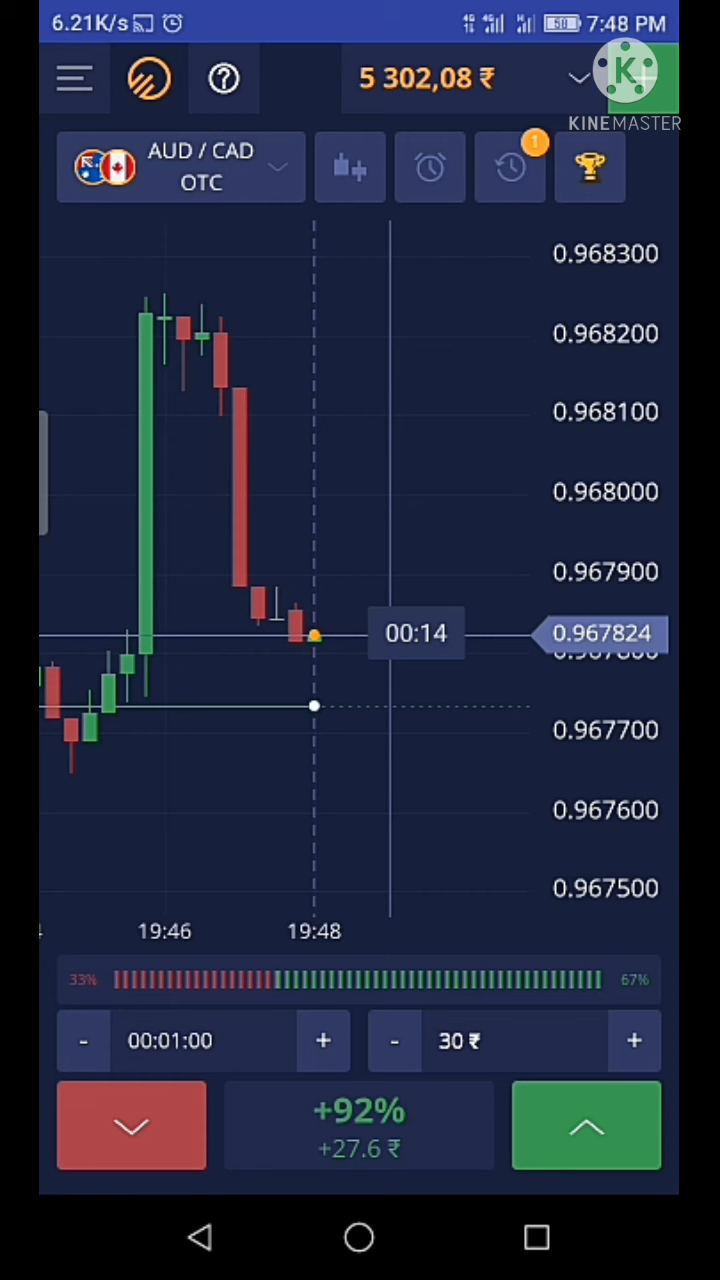 6.21K/s 7:48 PM
5 302,08 ₹
K
KINEMASTER
AUD / CAD
OTC
1
0.968300
0.968200
0.968100
0.968000
0.967900
00:14
0.967824
0.967800
0.967700
0.967600
0.967500
19:46 19:48
33% 67%
- 00:01:00 + - 30 ₹ +
+92%
+27.6 ₹